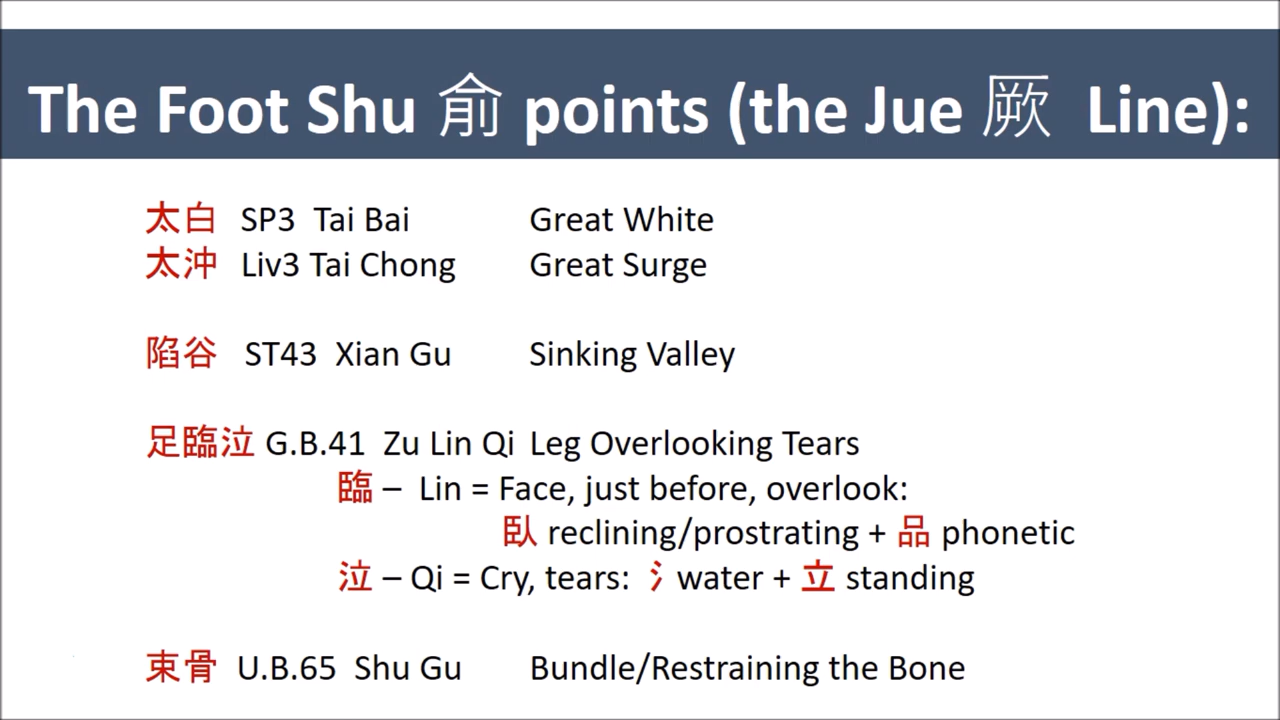 The Foot Shu 俞 points (the Jue 厥 Line):
太白 SP3 Tai Bai Great White
太沖 Liv3 Tai Chong Great Surge
陷谷 ST43 Xian Gu Sinking Valley
足臨泣 G.B.41 Zu Lin Qi Leg Overlooking Tears
臨 – Lin = Face, just before, overlook:
臥 reclining/prostrating + 品 phonetic
泣 – Qi = Cry, tears: 氵water + 立 standing
束骨 U.B.65 Shu Gu Bundle/Restraining the Bone